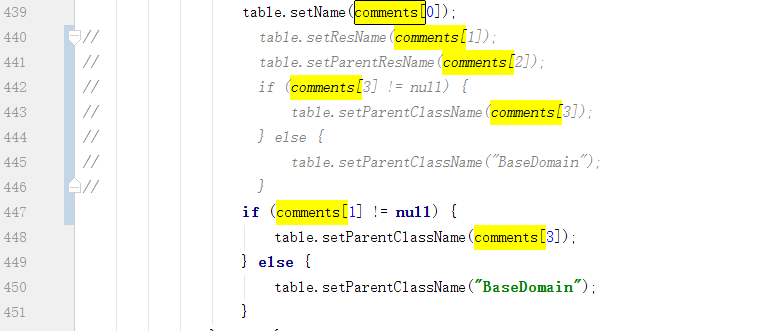 439 table.setName(comments[0]);
440 // table.setResName(comments[1]);
441 // table.setParentResName(comments[2]);
442 // if (comments[3] != null) {
443 // table.setParentClassName(comments[3]);
444 // } else {
445 // table.setParentClassName("BaseDomain");
446 // }
447 if (comments[1] != null) {
448 table.setParentClassName(comments[3]);
449 } else {
450 table.setParentClassName("BaseDomain");
451 }